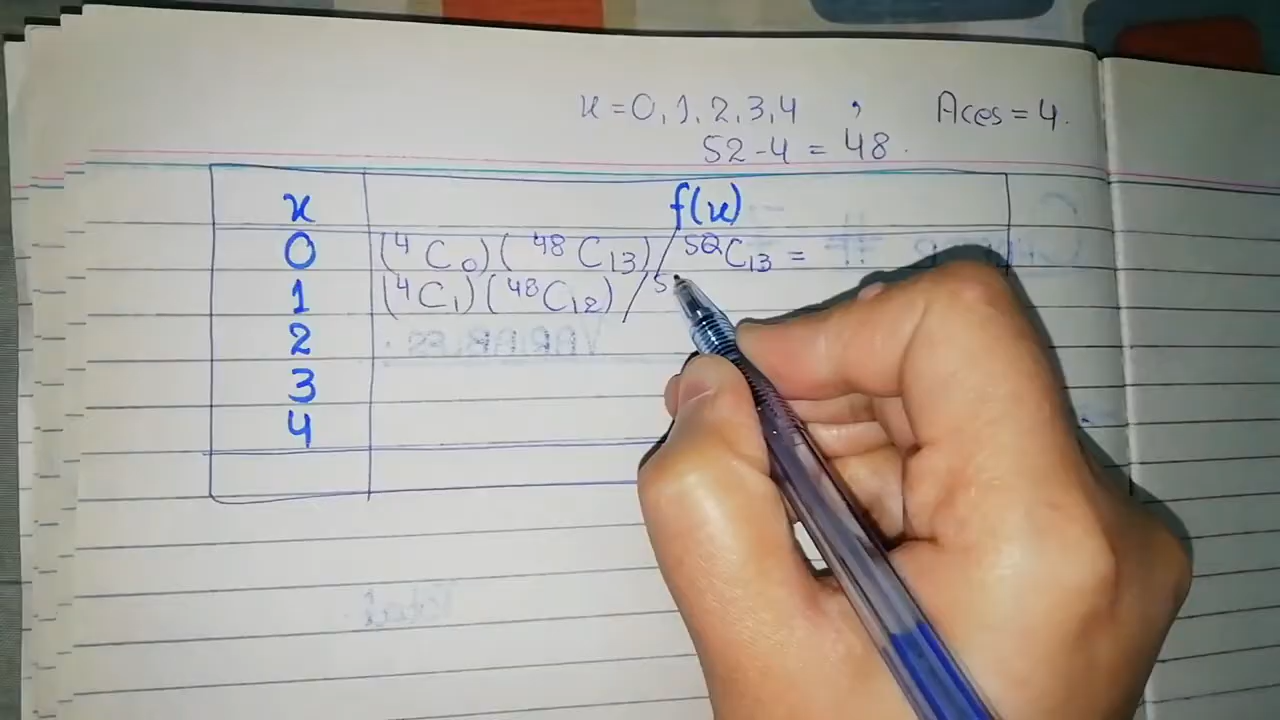 x = 0, 1, 2, 3, 4 , Aces = 4.
52 - 4 = 48.
x f(x)
0 (⁴C₀)(⁴⁸C₁₃)/⁵²C₁₃ =
1 (⁴C₁)(⁴⁸C₁₂)/⁵
2
3
4